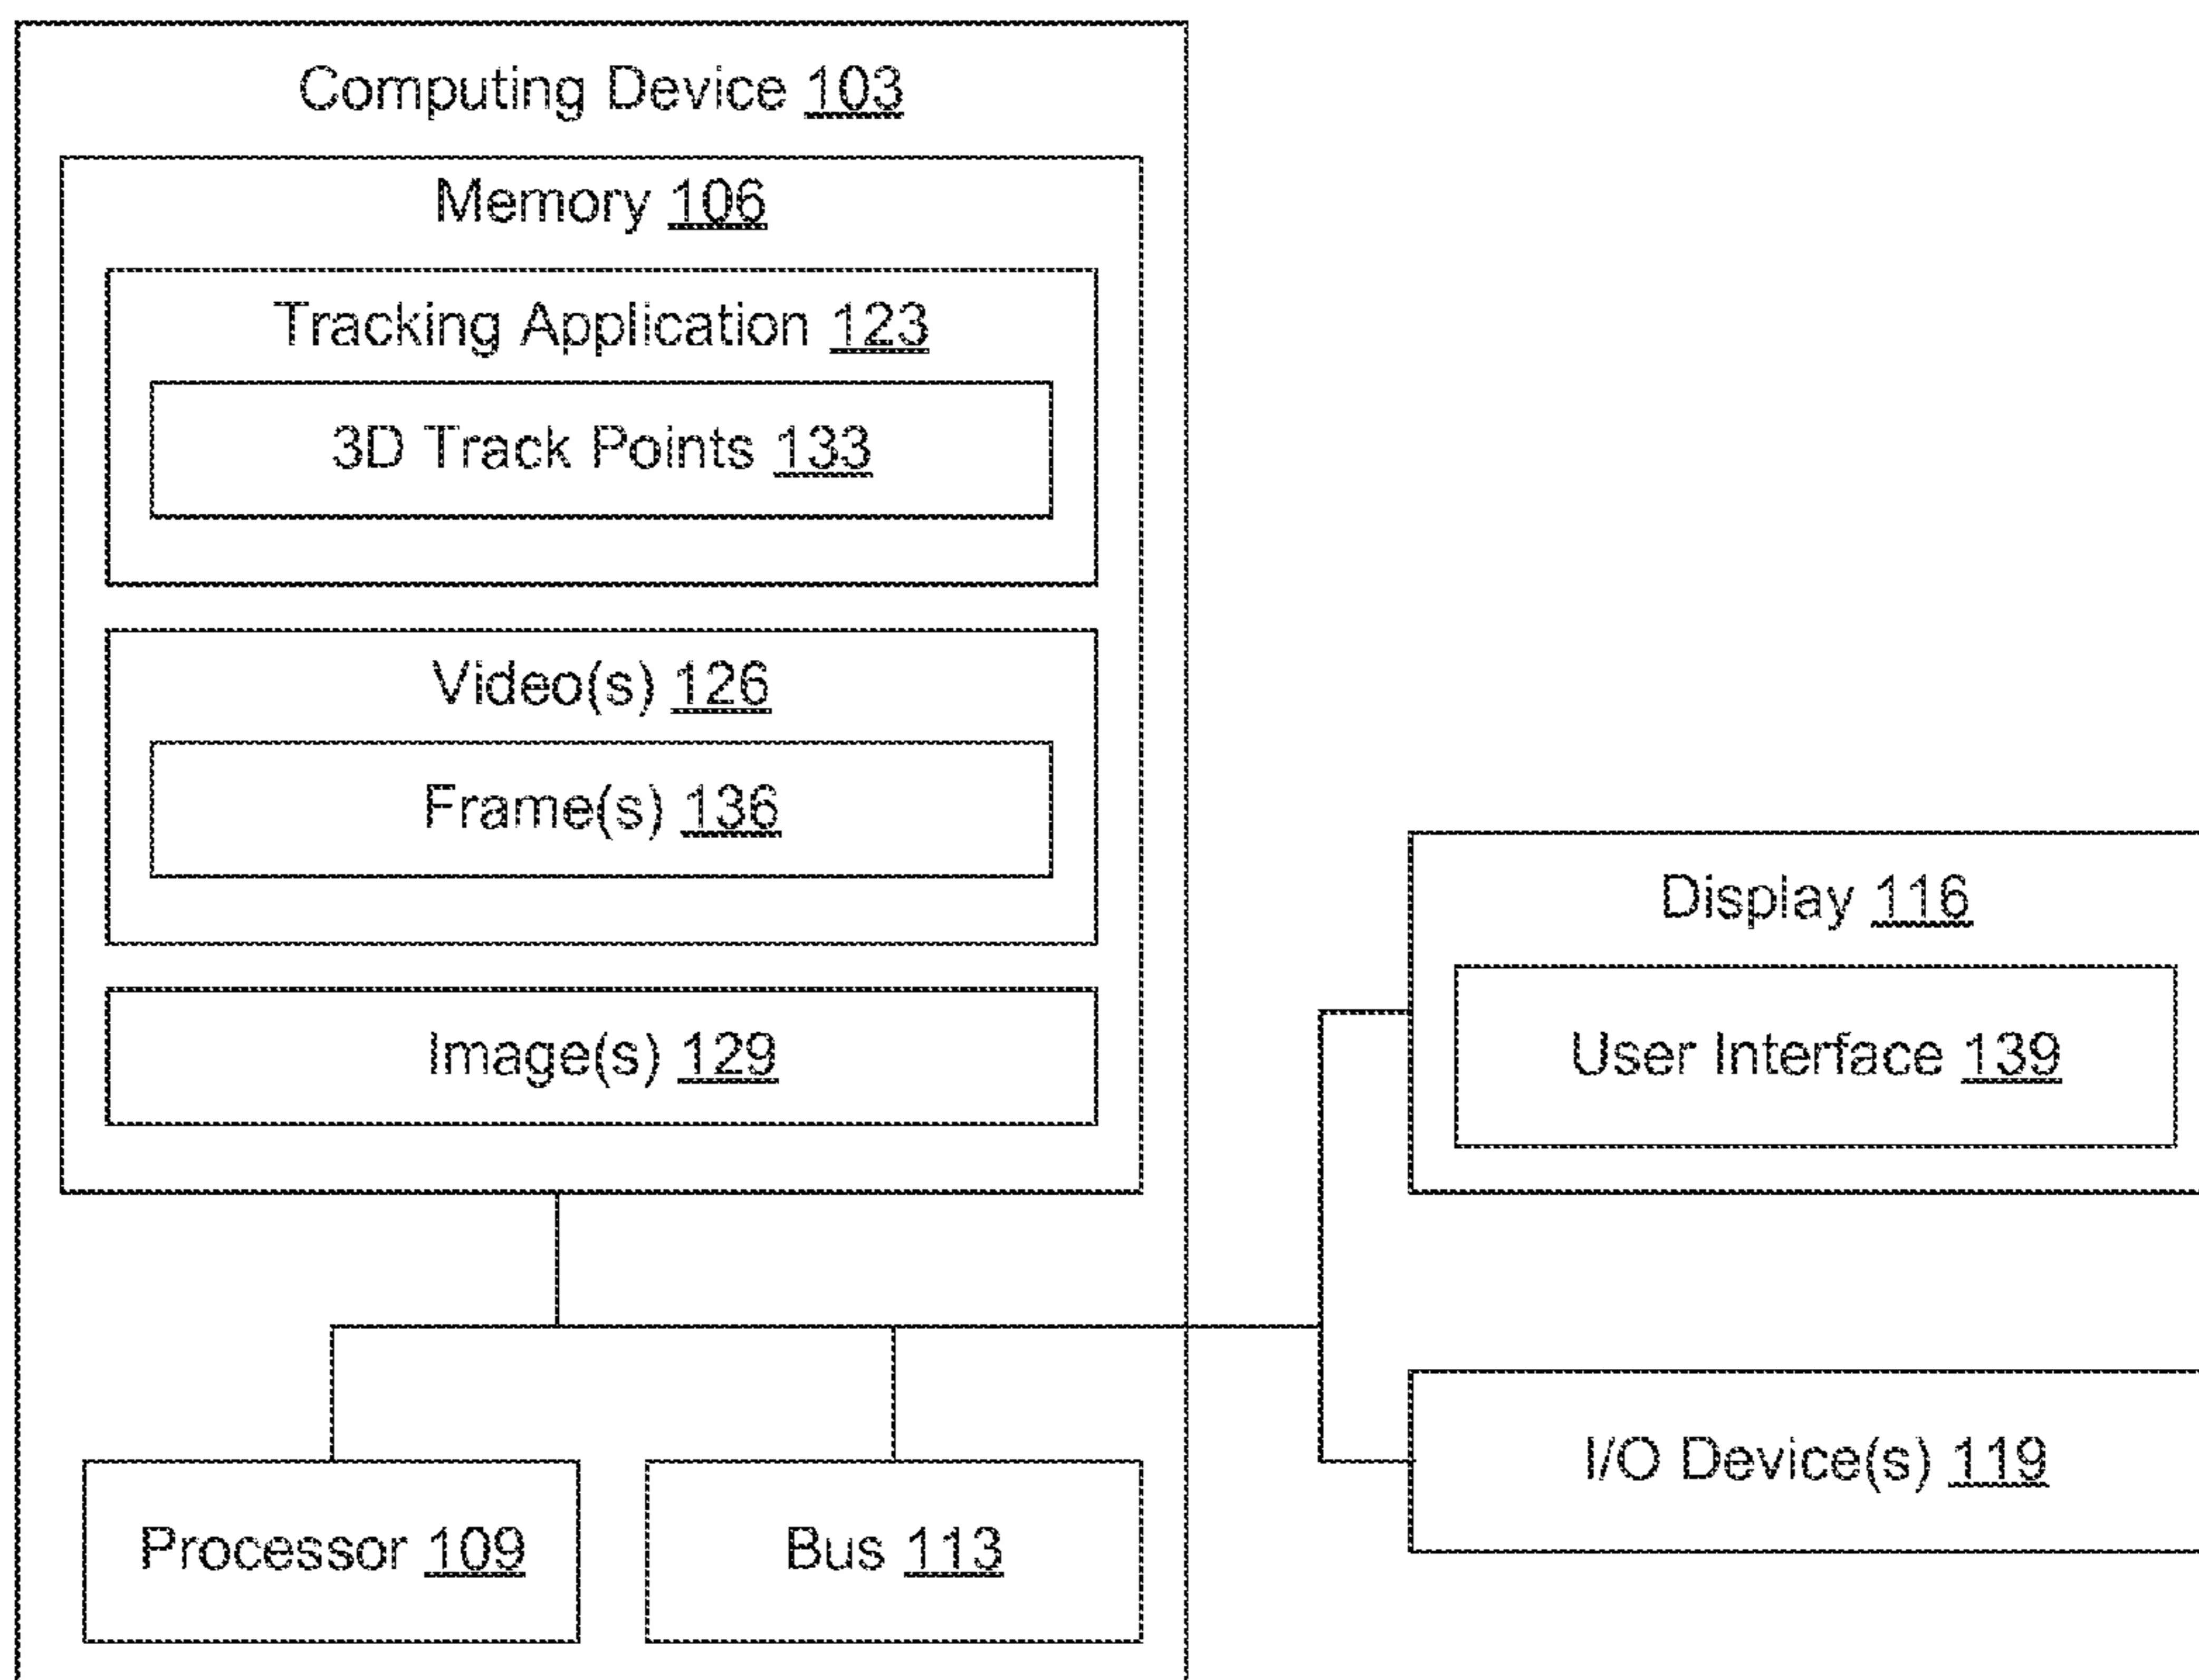 Computing Device 103
Memory 106
Tracking Application 123
3D Track Points 133
Video(s) 126
Frame(s) 136
Image(s) 129
Display 116
User Interface 139
I/O Device(s) 119
Processor 109
Bus 113